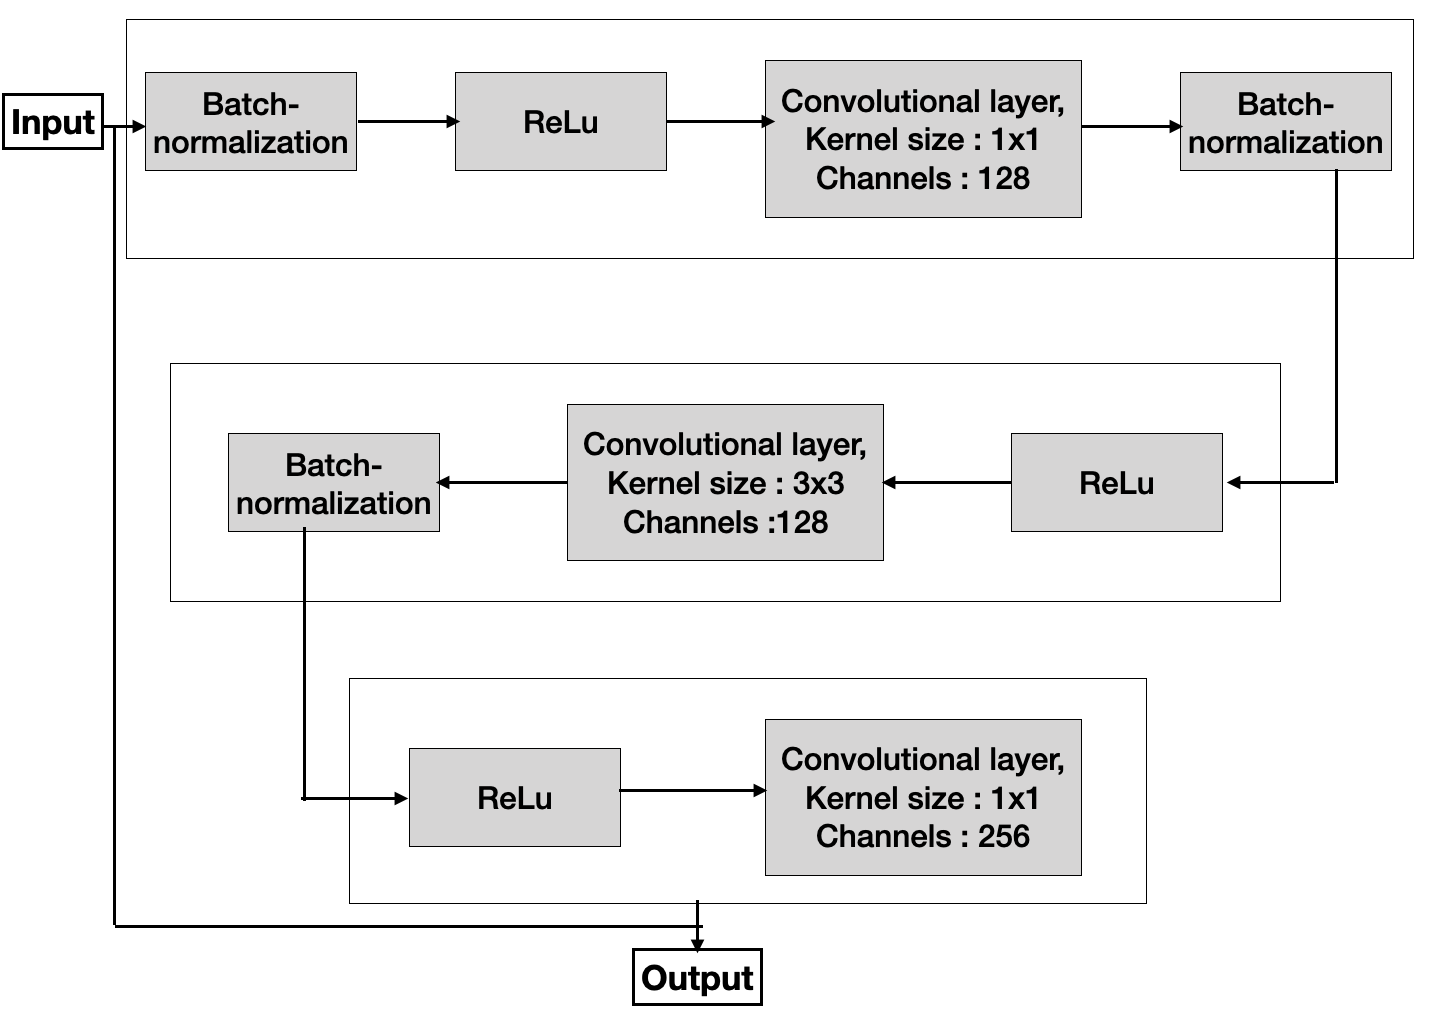 Input
Batch-
normalization
ReLu
Convolutional layer,
Kernel size : 1x1
Channels : 128
Batch-
normalization
ReLu
Convolutional layer,
Kernel size : 3x3
Channels :128
Batch-
normalization
ReLu
Convolutional layer,
Kernel size : 1x1
Channels : 256
Output